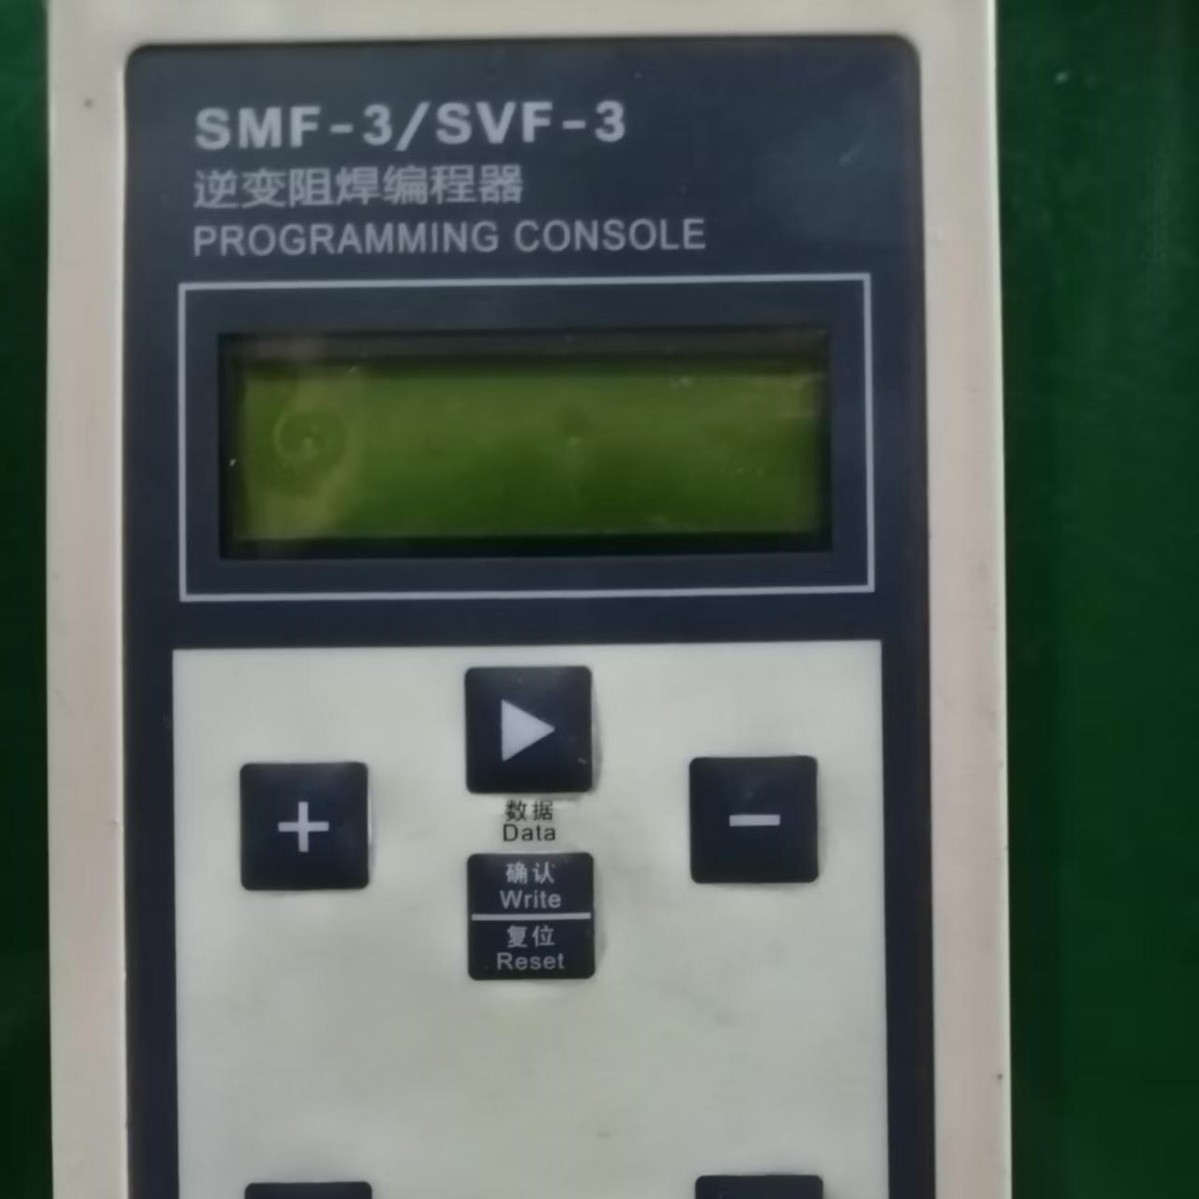 SMF-3/SVF-3
逆变阻焊编程器
PROGRAMMING CONSOLE
+
−
数据
Data
确认
Write
复位
Reset